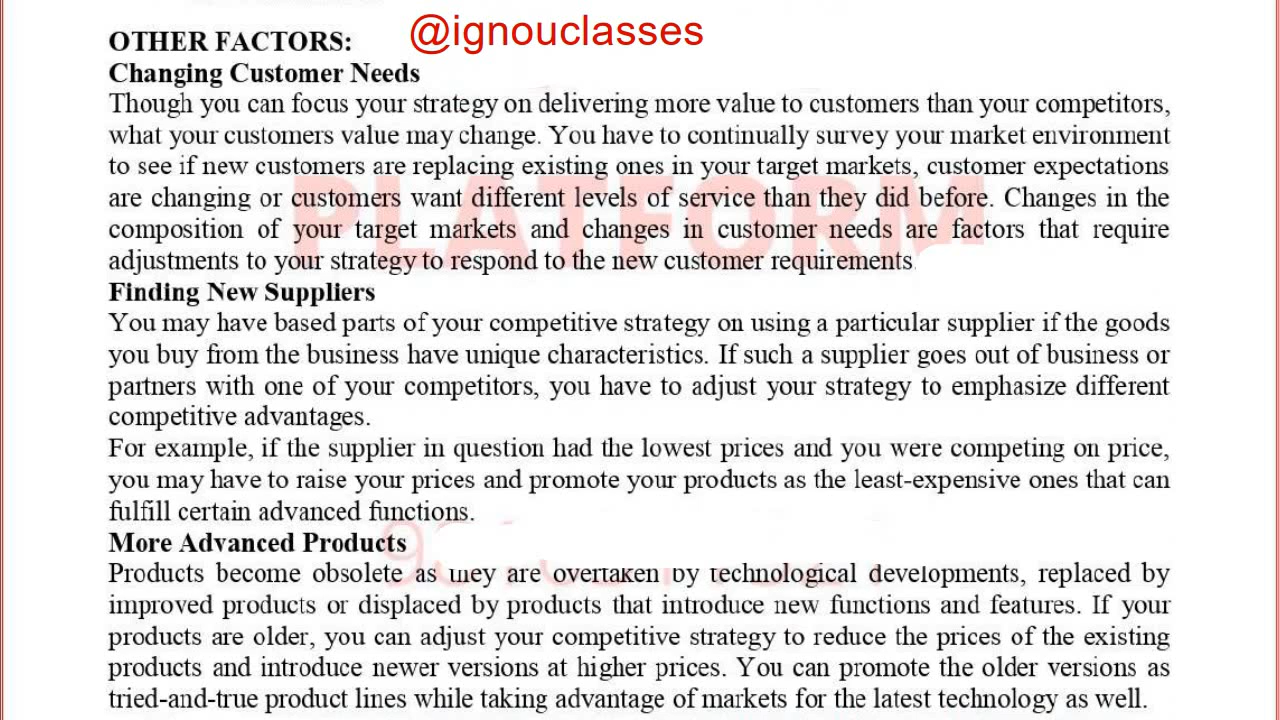 @ignouclasses
OTHER FACTORS:
Changing Customer Needs
Though you can focus your strategy on delivering more value to customers than your competitors,
what your customers value may change. You have to continually survey your market environment
to see if new customers are replacing existing ones in your target markets, customer expectations
are changing or customers want different levels of service than they did before. Changes in the
composition of your target markets and changes in customer needs are factors that require
adjustments to your strategy to respond to the new customer requirements
PLATFORM
Finding New Suppliers
You may have based parts of your competitive strategy on using a particular supplier if the goods
you buy from the business have unique characteristics. If such a supplier goes out of business or
partners with one of your competitors, you have to adjust your strategy to emphasize different
competitive advantages.
For example, if the supplier in question had the lowest prices and you were competing on price,
you may have to raise your prices and promote your products as the least-expensive ones that can
fulfill certain advanced functions.
More Advanced Products
Products become obsolete as they are overtaken by technological developments, replaced by
improved products or displaced by products that introduce new functions and features. If your
products are older, you can adjust your competitive strategy to reduce the prices of the existing
products and introduce newer versions at higher prices. You can promote the older versions as
tried-and-true product lines while taking advantage of markets for the latest technology as well.